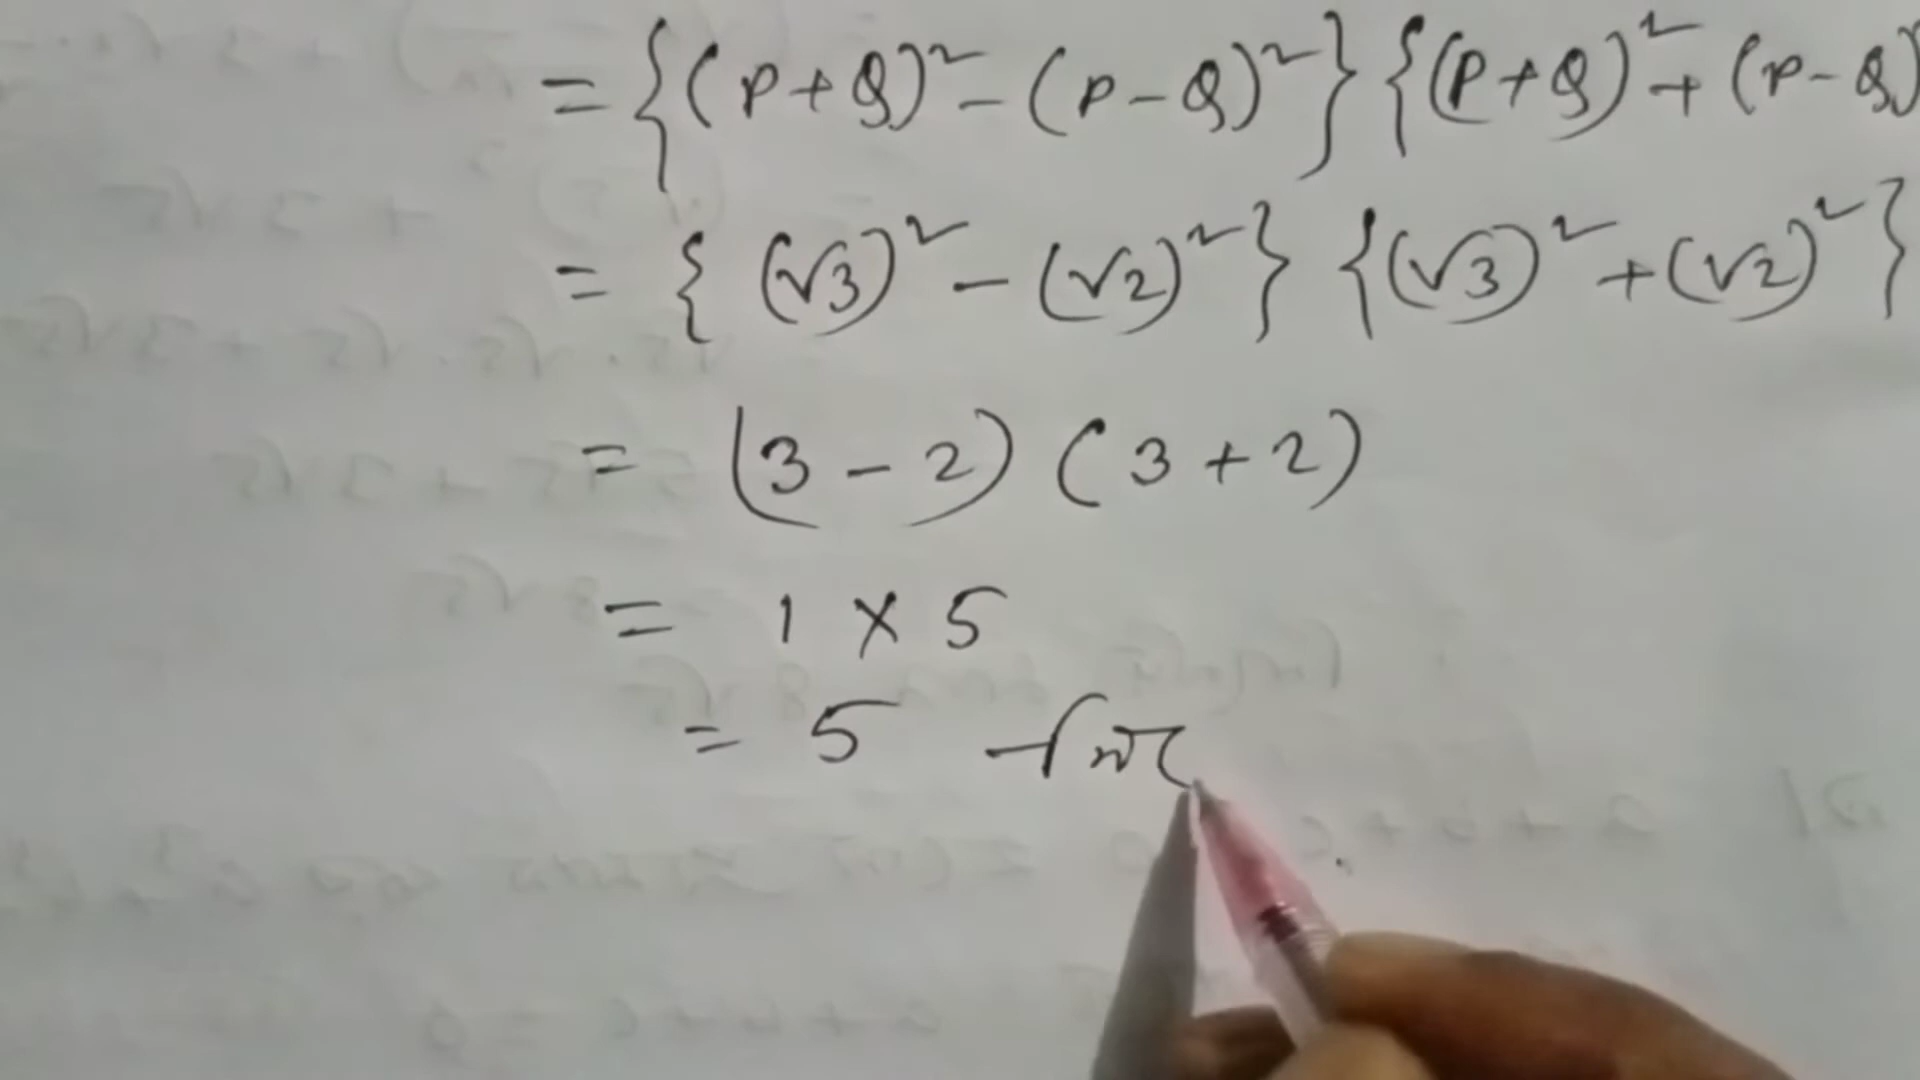 = {(P+Q)² - (P-Q)²} {(P+Q)² + (P-Q)
= {(√3)² - (√2)²} {(√3)² + (√2)²}
= (3 - 2) (3 + 2)
= 1 × 5
= 5